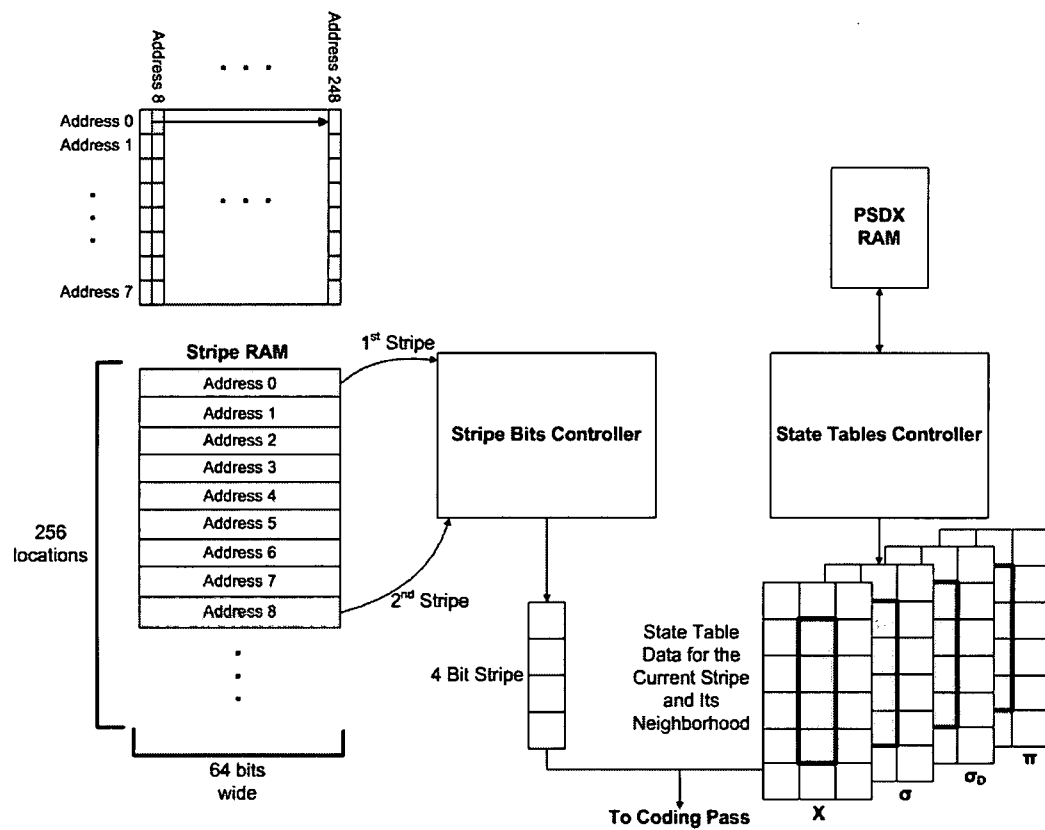 Address 8
. . .
Address 248
Address 0
Address 1
. . .
. . .
Address 7
PSDX
RAM
Stripe RAM
1st Stripe
Address 0
Address 1
Address 2
Address 3
Address 4
Address 5
Address 6
Address 7
Address 8
. . .
256
locations
64 bits
wide
2nd Stripe
Stripe Bits Controller
State Tables Controller
4 Bit Stripe
State Table
Data for the
Current Stripe
and Its
Neighborhood
X
σ
σD
π
To Coding Pass